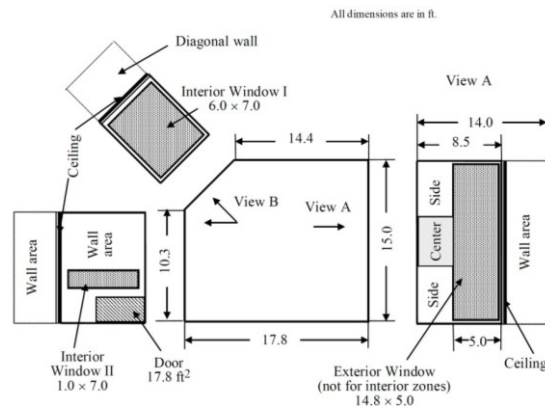 All dimensions are in ft.
Diagonal wall
View A
Interior Window I
6.0 × 7.0
14.0
14.4
8.5
Ceiling
Side
View B
View A
Wall area
Wall
area
10.3
15.0
Center
Wall area
Side
17.8
5.0
Interior
Window II
1.0 × 7.0
Door
17.8 ft²
Exterior Window
(not for interior zones)
14.8 × 5.0
Ceiling